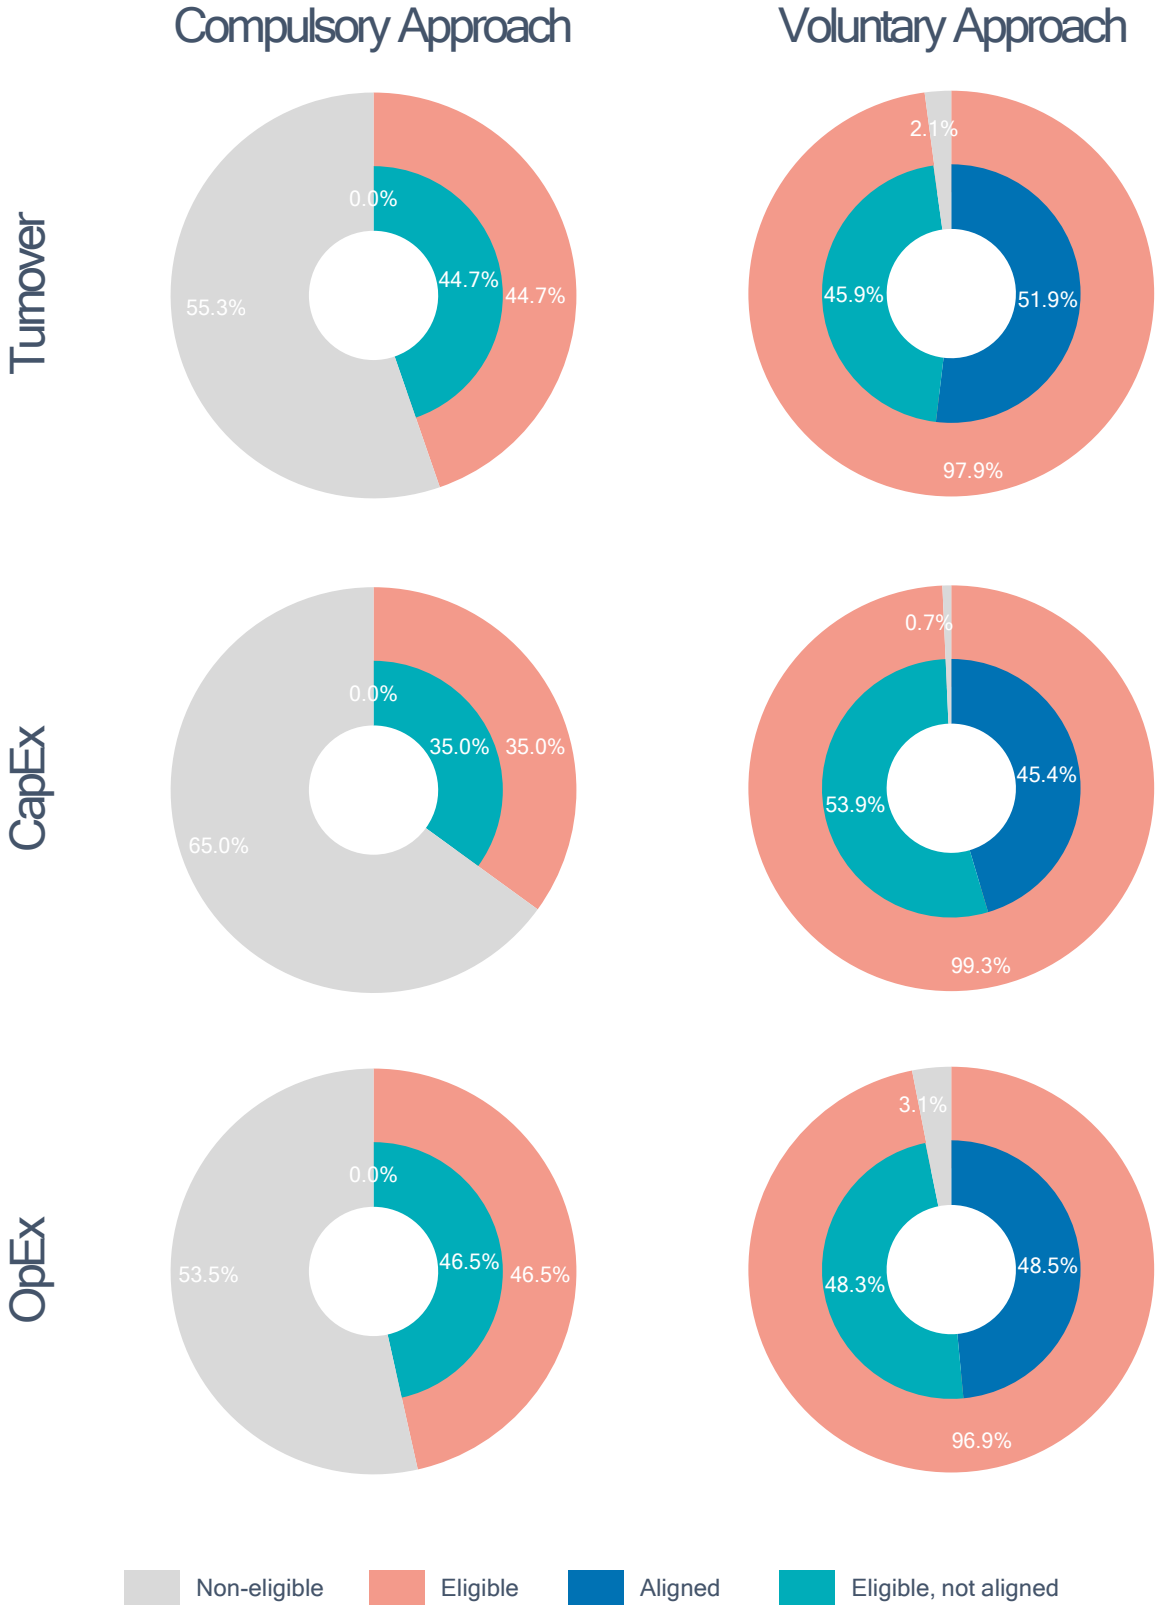 Compulsory Approach
Voluntary Approach
Turnover
0.0%
44.7%
44.7%
55.3%
2.1%
45.9%
51.9%
97.9%
CapEx
0.0%
35.0%
35.0%
65.0%
0.7%
45.4%
53.9%
99.3%
OpEx
0.0%
46.5%
46.5%
53.5%
3.1%
48.5%
48.3%
96.9%
Non-eligible
Eligible
Aligned
Eligible, not aligned